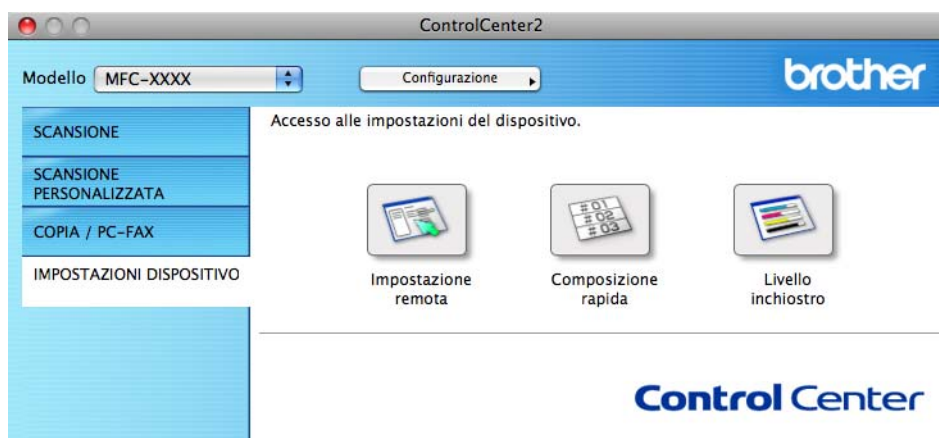 ControlCenter2
Modello MFC-XXXX Configurazione brother
SCANSIONE
SCANSIONE
PERSONALIZZATA
COPIA / PC-FAX
IMPOSTAZIONI DISPOSITIVO
Accesso alle impostazioni del dispositivo.
Impostazione
remota
# 01
# 02
# 03
Composizione
rapida
Livello
inchiostro
Control Center